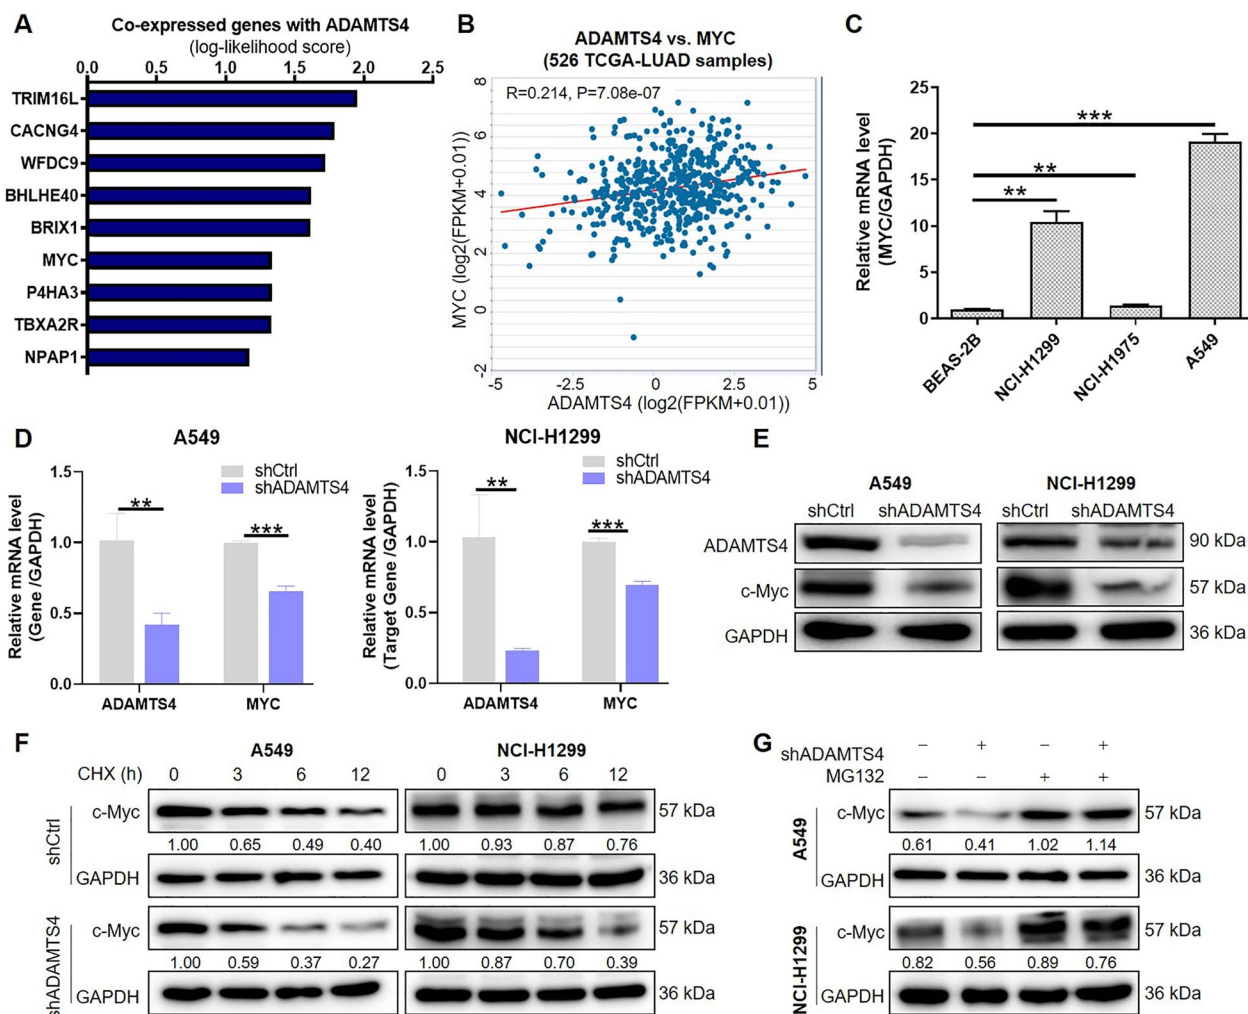 A
Co-expressed genes with ADAMTS4
(log-likelihood score)
0.0 0.5 1.0 1.5 2.0 2.5
TRIM16L
CACNG4
WFDC9
BHLHE40
BRIX1
MYC
P4HA3
TBXA2R
NPAP1
B
ADAMTS4 vs. MYC
(526 TCGA-LUAD samples)
R=0.214, P=7.08e-07
MYC (log2(FPKM+0.01))
8
6
4
2
0
-2
-5 -2.5 0 2.5 5
ADAMTS4 (log2(FPKM+0.01))
C
Relative mRNA level
(MYC/GAPDH)
25
20
15
10
5
0
***
**
**
BEAS-2B
NCI-H1299
NCI-H1975
A549
D
A549
shCtrl
shADAMTS4
Relative mRNA level
(Gene /GAPDH)
1.5
1.0
0.5
0.0
** ***
ADAMTS4 MYC
NCI-H1299
shCtrl
shADAMTS4
Relative mRNA level
(Target Gene /GAPDH)
1.5
1.0
0.5
0.0
** ***
ADAMTS4 MYC
E
A549 NCI-H1299
shCtrl shADAMTS4 shCtrl shADAMTS4
ADAMTS4 90 kDa
c-Myc 57 kDa
GAPDH 36 kDa
F
A549 NCI-H1299
CHX (h) 0 3 6 12 0 3 6 12
shCtrl
c-Myc 57 kDa
1.00 0.65 0.49 0.40 1.00 0.93 0.87 0.76
GAPDH 36 kDa
shADAMTS4
c-Myc 57 kDa
1.00 0.59 0.37 0.27 1.00 0.87 0.70 0.39
GAPDH 36 kDa
G
shADAMTS4 − + − +
MG132 − − + +
A549
c-Myc 57 kDa
0.61 0.41 1.02 1.14
GAPDH 36 kDa
NCI-H1299
c-Myc 57 kDa
0.82 0.56 0.89 0.76
GAPDH 36 kDa